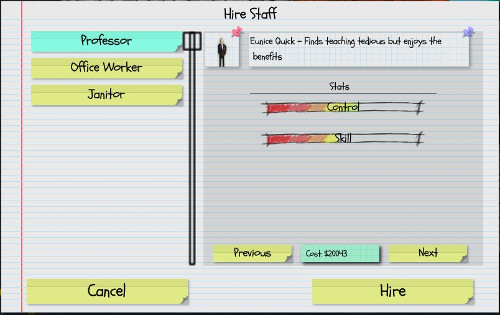 Hire Staff
Professor
Office Worker
Janitor
Eunice Quick - Finds teaching tedious but enjoys the
benefits
Stats
Control
Skill
Previous
Cost $20043
Next
Cancel
Hire